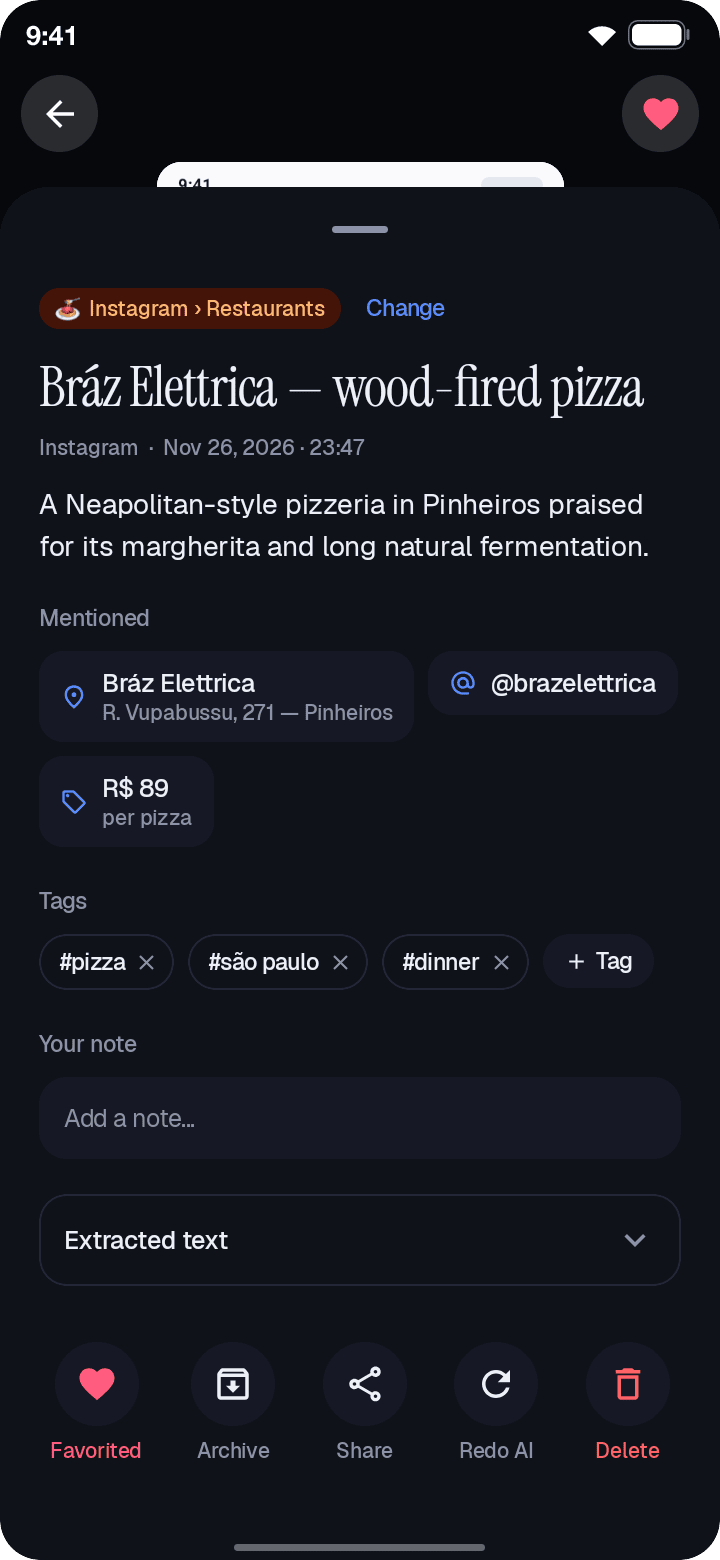 9:41
9:41
Instagram › Restaurants Change
Bráz Elettrica — wood-fired pizza
Instagram · Nov 26, 2026 · 23:47
A Neapolitan-style pizzeria in Pinheiros praised
for its margherita and long natural fermentation.
Mentioned
Bráz Elettrica
R. Vupabussu, 271 — Pinheiros
@brazelettrica
R$ 89
per pizza
Tags
#pizza #são paulo #dinner + Tag
Your note
Add a note...
Extracted text
Favorited Archive Share Redo AI Delete